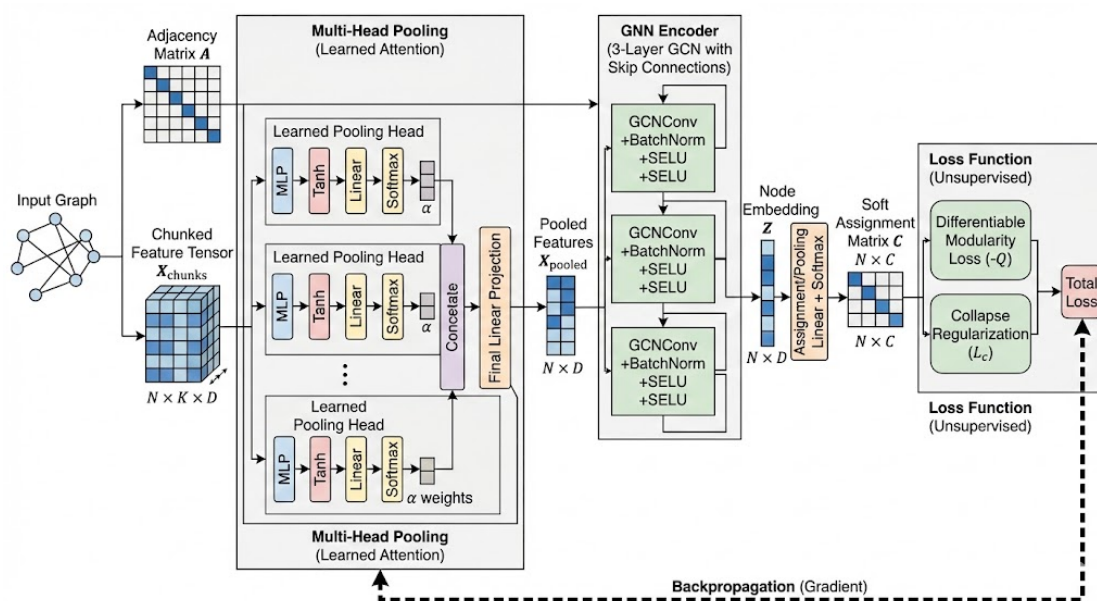 Input Graph
Adjacency
Matrix A
Chunked
Feature Tensor
X_chunks
N × K × D
Multi-Head Pooling
(Learned Attention)
Learned Pooling Head
MLP
Tanh
Linear
Softmax
α
Learned Pooling Head
MLP
Tanh
Linear
Softmax
α
...
Learned
Pooling Head
MLP
Tanh
Linear
Softmax
α weights
Concetate
Final Linear Projection
Multi-Head Pooling
(Learned Attention)
Pooled
Features
X_pooled
N × D
GNN Encoder
(3-Layer GCN with
Skip Connections)
GCNConv
+BatchNorm
+SELU
+SELU
GCNConv
+BatchNorm
+SELU
+SELU
GCNConv
+BatchNorm
+SELU
+SELU
Node
Embedding
Z
N × D
Assignment/Pooling
Linear + Softmax
Soft
Assignment
Matrix C
N × C
N × C
Loss Function
(Unsupervised)
Differentiable
Modularity
Loss (-Q)
Collapse
Regularization
(L_c)
Total
Loss
Loss Function
(Unsupervised)
Backpropagation (Gradient)